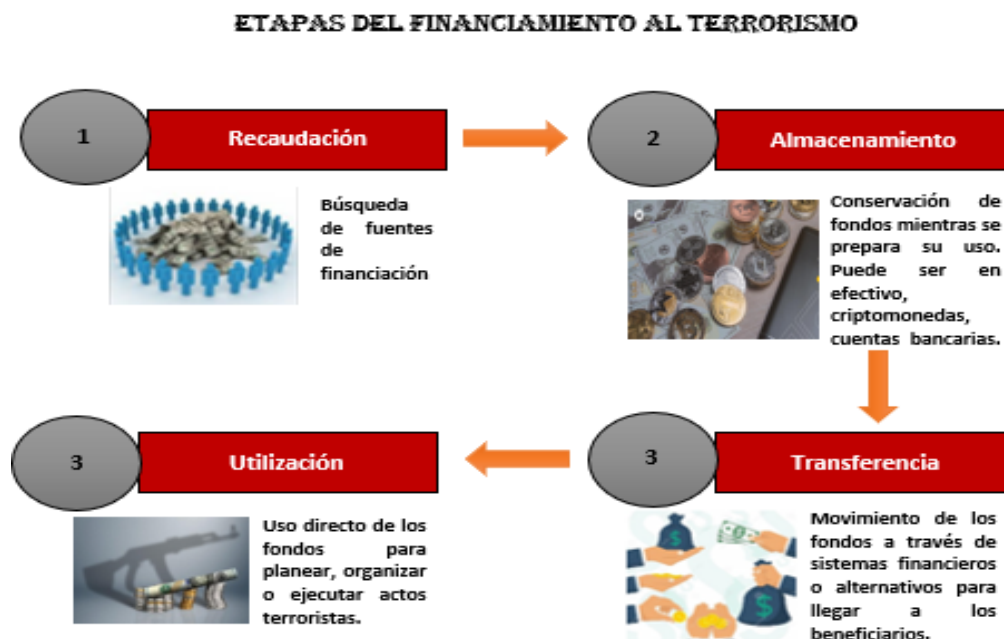 ETAPAS DEL FINANCIAMIENTO AL TERRORISMO
1
Recaudación
Búsqueda
de fuentes
de
financiación
2
Almacenamiento
Conservación de
fondos mientras se
prepara su uso.
Puede ser en
efectivo,
criptomonedas,
cuentas bancarias.
3
Transferencia
Movimiento de los
fondos a través de
sistemas financieros
o alternativos para
llegar a los
beneficiarios.
3
Utilización
Uso directo de los
fondos para
planear, organizar
o ejecutar actos
terroristas.